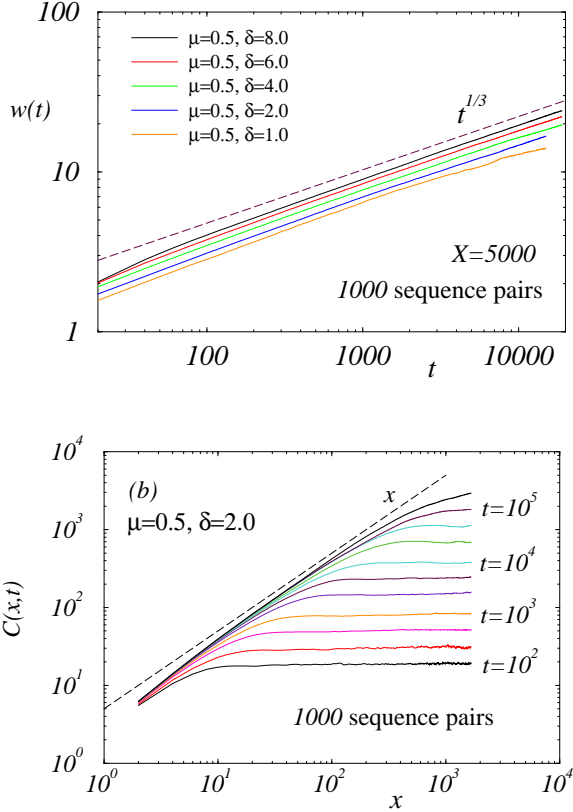 100
μ=0.5, δ=8.0
μ=0.5, δ=6.0
μ=0.5, δ=4.0
μ=0.5, δ=2.0
μ=0.5, δ=1.0
w(t)
t^{1/3}
10
X=5000
1000 sequence pairs
1
100
1000
10000
t
10^4
(b)
x
μ=0.5, δ=2.0
t=10^5
10^3
t=10^4
C(x,t)
10^2
t=10^3
t=10^2
10^1
1000 sequence pairs
10^0
10^0
10^1
10^2
10^3
10^4
x